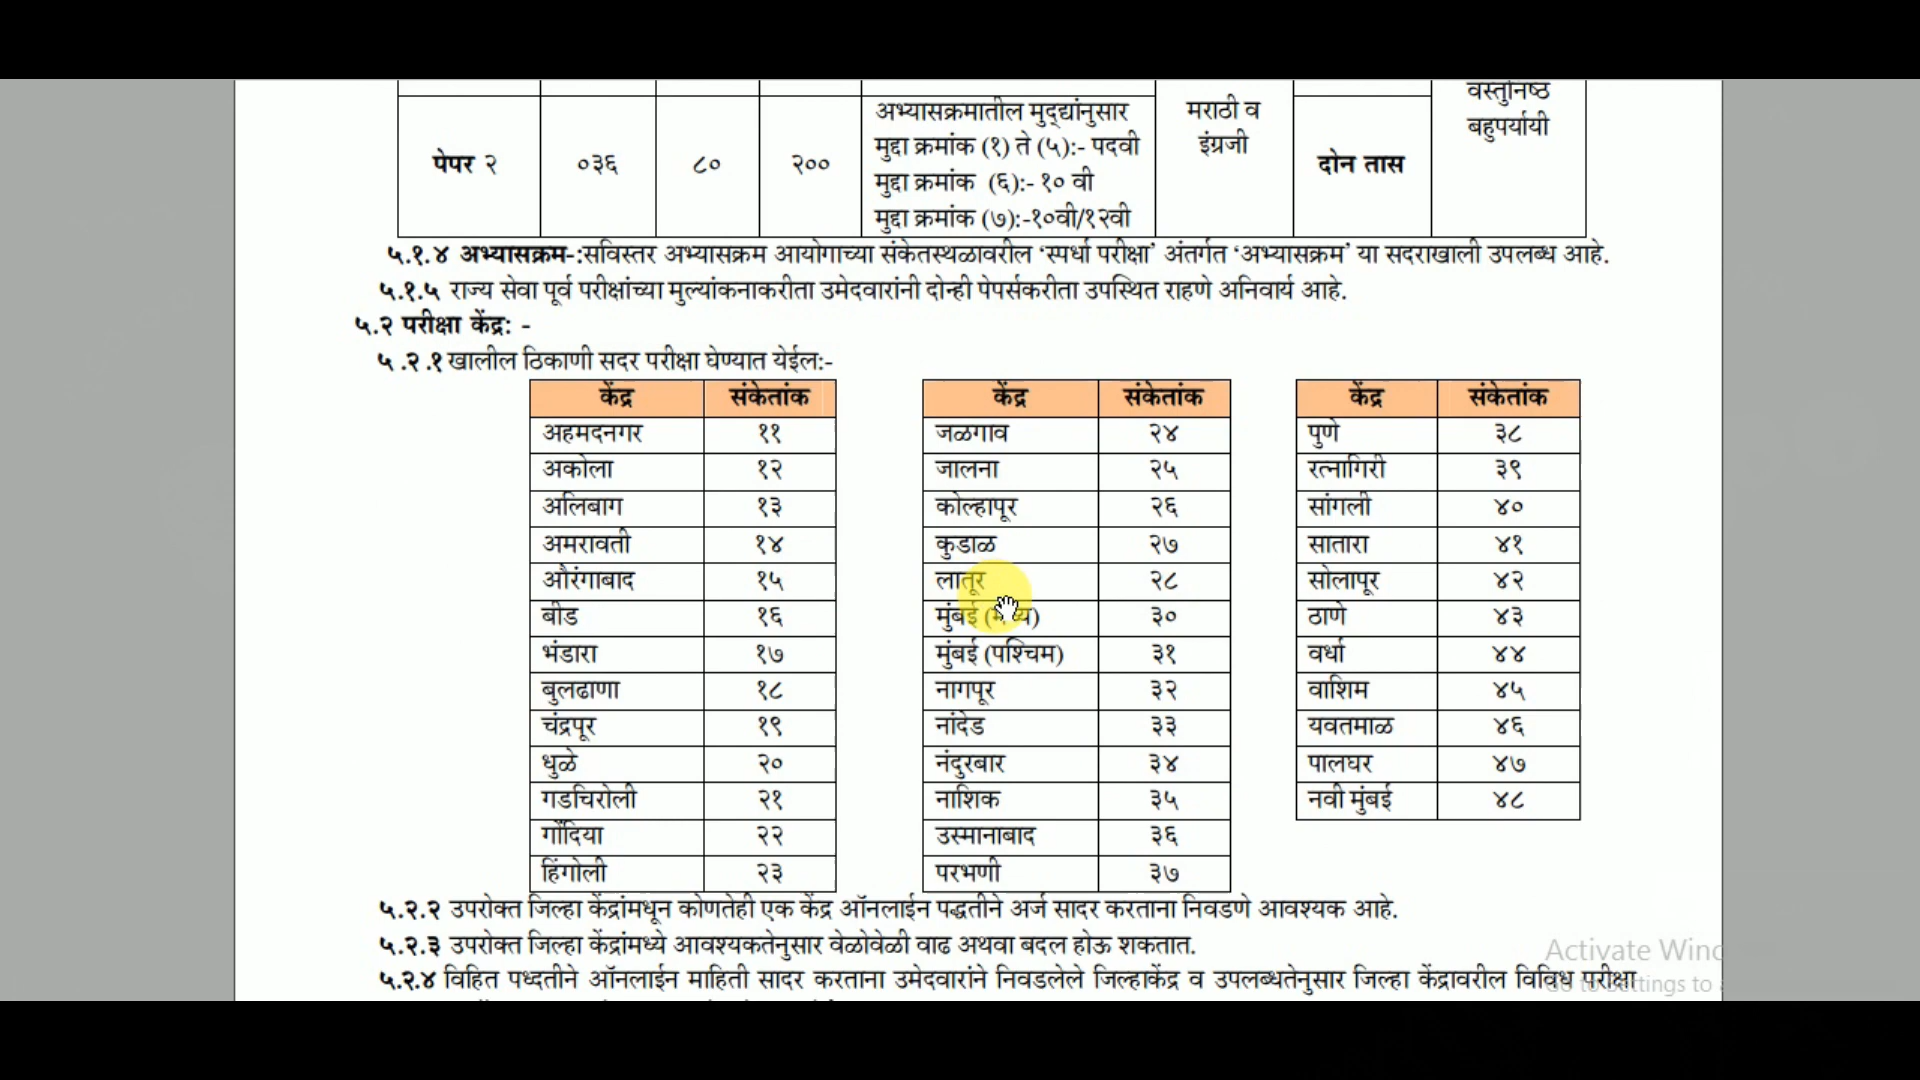 वस्तुनिष्ठ
बहुपर्यायी
पेपर २ ०३६ ८० २०० अभ्यासक्रमातील मुद्द्यांनुसार मराठी व इंग्रजी दोन तास
मुद्दा क्रमांक (१) ते (५):- पदवी
मुद्दा क्रमांक (६):- १० वी
मुद्दा क्रमांक (७):-१०वी/१२वी
५.१.४ अभ्यासक्रम-:सविस्तर अभ्यासक्रम आयोगाच्या संकेतस्थळावरील ‘स्पर्धा परीक्षा’ अंतर्गत ‘अभ्यासक्रम’ या सदराखाली उपलब्ध आहे.
५.१.५ राज्य सेवा पूर्व परीक्षांच्या मुल्यांकनाकरीता उमेदवारांनी दोन्ही पेपर्सकरीता उपस्थित राहणे अनिवार्य आहे.
५.२ परीक्षा केंद्र: -
५ .२ .१ खालील ठिकाणी सदर परीक्षा घेण्यात येईल:-
केंद्र संकेतांक केंद्र संकेतांक केंद्र संकेतांक
अहमदनगर ११ जळगाव २४ पुणे ३८
अकोला १२ जालना २५ रत्नागिरी ३९
अलिबाग १३ कोल्हापूर २६ सांगली ४०
अमरावती १४ कुडाळ २७ सातारा ४१
औरंगाबाद १५ लातूर २८ सोलापूर ४२
बीड १६ मुंबई (मध्य) ३० ठाणे ४३
भंडारा १७ मुंबई (पश्चिम) ३१ वर्धा ४४
बुलढाणा १८ नागपूर ३२ वाशिम ४५
चंद्रपूर १९ नांदेड ३३ यवतमाळ ४६
धुळे २० नंदुरबार ३४ पालघर ४७
गडचिरोली २१ नाशिक ३५ नवी मुंबई ४८
गोंदिया २२ उस्मानाबाद ३६
हिंगोली २३ परभणी ३७
५.२.२ उपरोक्त जिल्हा केंद्रांमधून कोणतेही एक केंद्र ऑनलाईन पद्धतीने अर्ज सादर करताना निवडणे आवश्यक आहे.
५.२.३ उपरोक्त जिल्हा केंद्रांमध्ये आवश्यकतेनुसार वेळोवेळी वाढ अथवा बदल होऊ शकतात.
५.२.४ विहित पध्दतीने ऑनलाईन माहिती सादर करताना उमेदवारांने निवडलेले जिल्हाकेंद्र व उपलब्धतेनुसार जिल्हा केंद्रावरील विविध परीक्षा
Activate Wind
Go to Settings to